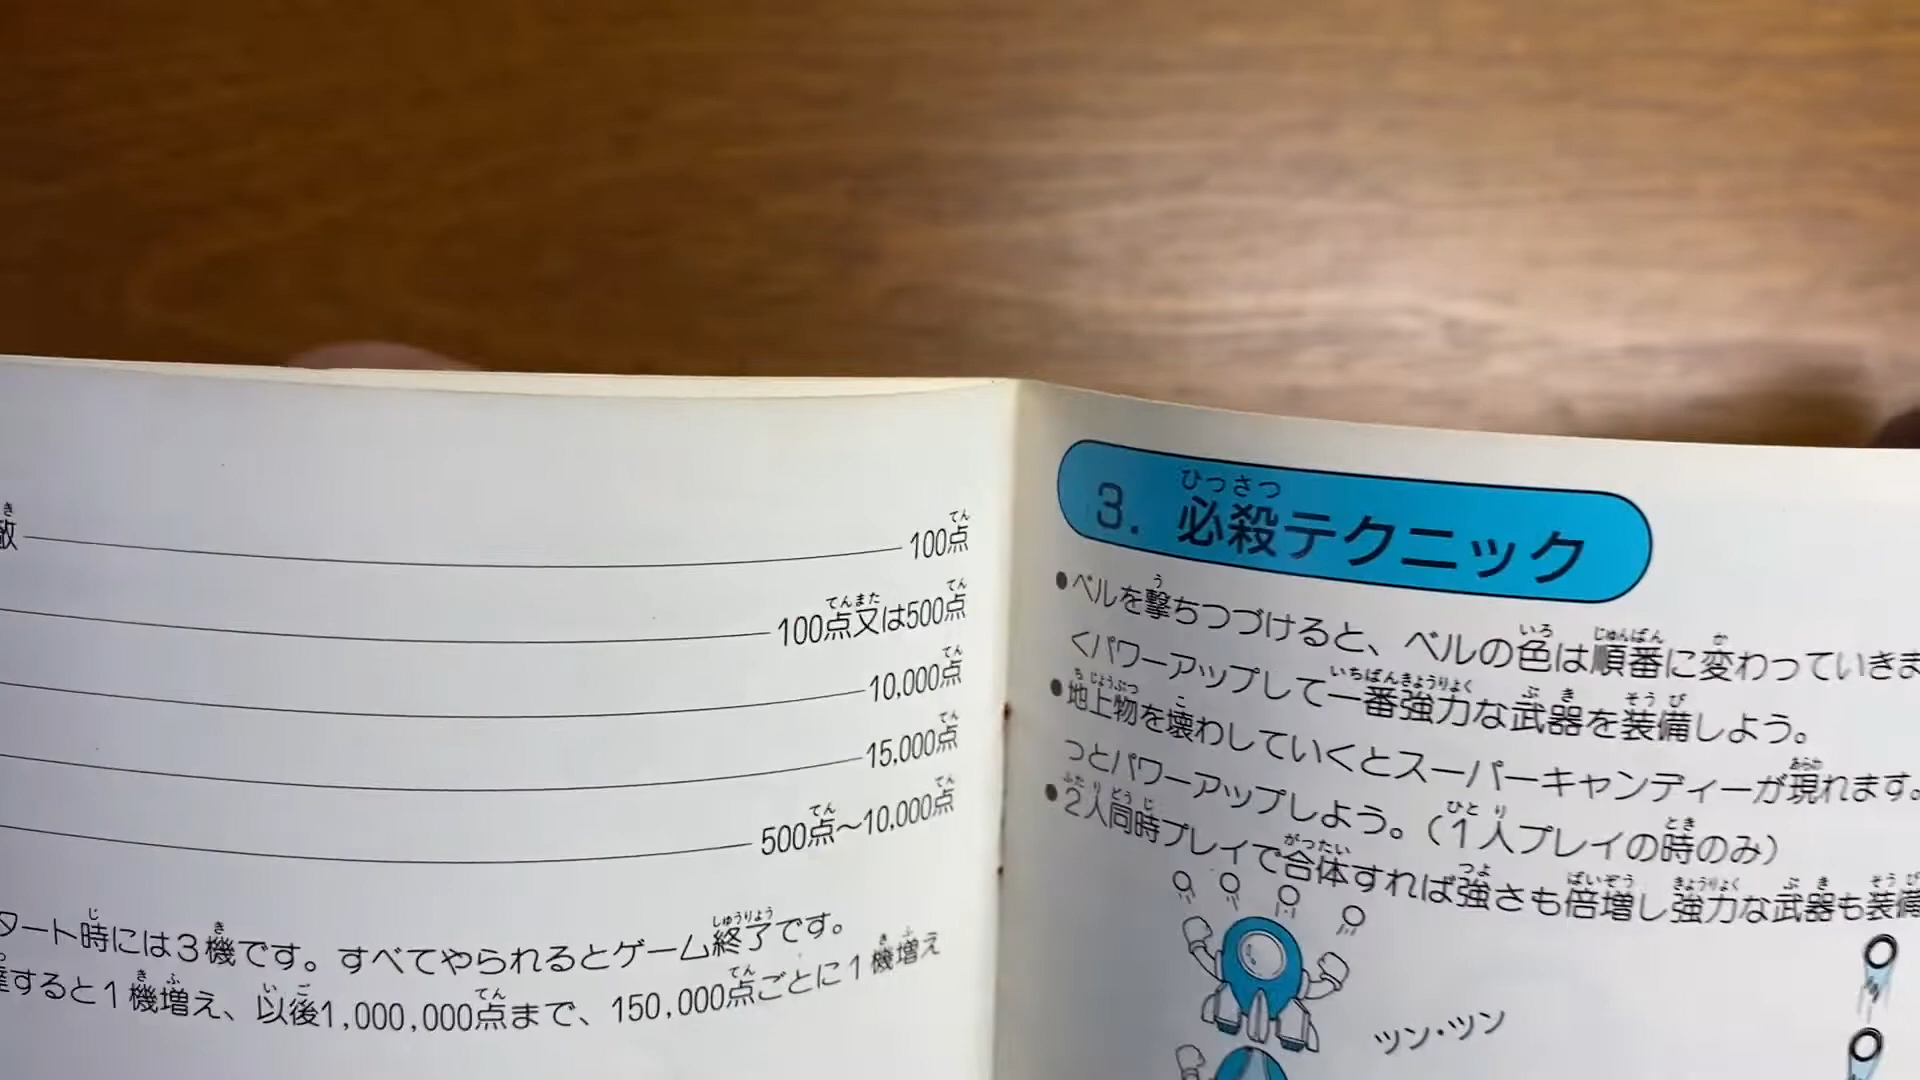 敵 100点
100点又は500点
10,000点
15,000点
500点～10,000点
タート時には3機です。すべてやられるとゲーム終了です。
達すると1機増え、以後1,000,000点まで、150,000点ごとに1機増え
3. 必殺テクニック
●ベルを撃ちつづけると、ベルの色は順番に変わっていきま
くパワーアップして一番強力な武器を装備しよう。
●地上物を壊わしていくとスーパーキャンディーが現れます。
っとパワーアップしよう。(1人プレイの時のみ)
●2人同時プレイで合体すれば強さも倍増し強力な武器も装備
ツン・ツン